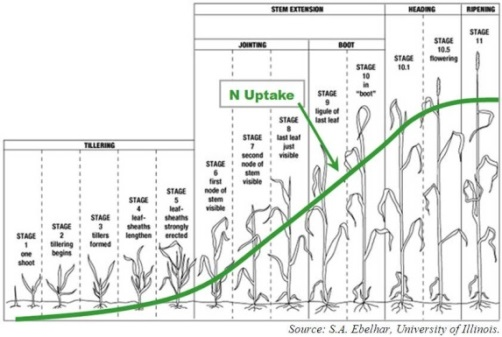 STEM EXTENSION
HEADING
RIPENING
JOINTING
BOOT
STAGE
11
STAGE
10.5
flowering
STAGE
10.1
STAGE
10
in
"boot"
N Uptake
STAGE
9
ligule of
last leaf
STAGE
8
last leaf
just
visible
STAGE
7
second
node of
stem
visible
TILLERING
STAGE
6
first
node of
stem
visible
STAGE
5
leaf-
sheaths
strongly
erected
STAGE
4
leaf-
sheaths
lengthen
STAGE
3
tillers
formed
STAGE
2
tillering
begins
STAGE
1
one
shoot
Source: S.A. Ebelhar, University of Illinois.